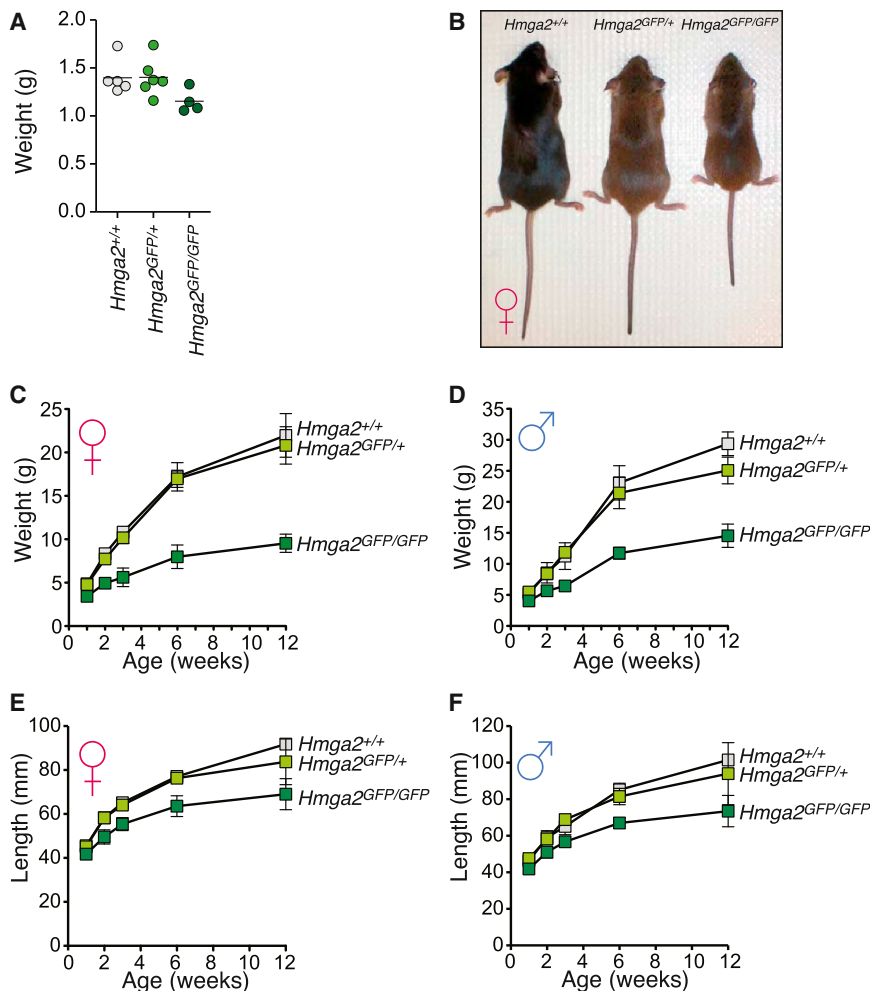 A
2.0
1.5
1.0
0.5
0.0
Weight (g)
Hmga2+/+
Hmga2GFP/+
Hmga2GFP/GFP
B
Hmga2+/+ Hmga2GFP/+ Hmga2GFP/GFP
C
25
20
15
10
5
0
Weight (g)
Hmga2+/+
Hmga2GFP/+
Hmga2GFP/GFP
0 2 4 6 8 10 12
Age (weeks)
D
35
30
25
20
15
10
5
0
Weight (g)
Hmga2+/+
Hmga2GFP/+
Hmga2GFP/GFP
0 2 4 6 8 10 12
Age (weeks)
E
100
80
60
40
20
0
Length (mm)
Hmga2+/+
Hmga2GFP/+
Hmga2GFP/GFP
0 2 4 6 8 10 12
Age (weeks)
F
120
100
80
60
40
20
0
Length (mm)
Hmga2+/+
Hmga2GFP/+
Hmga2GFP/GFP
0 2 4 6 8 10 12
Age (weeks)